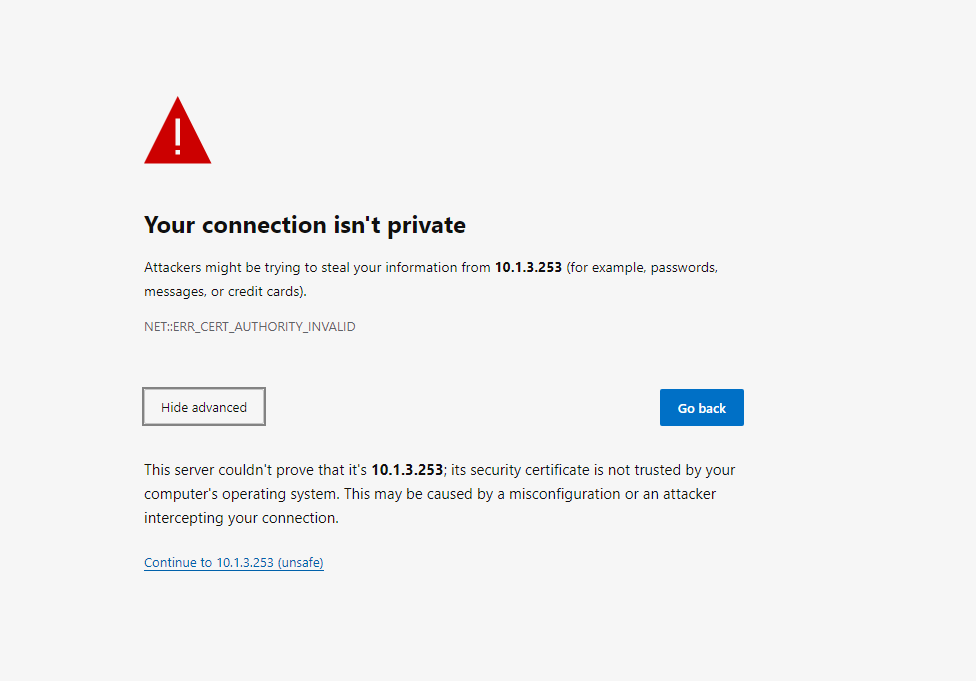 Your connection isn't private
Attackers might be trying to steal your information from 10.1.3.253 (for example, passwords,
messages, or credit cards).
NET::ERR_CERT_AUTHORITY_INVALID
Hide advanced
Go back
This server couldn't prove that it's 10.1.3.253; its security certificate is not trusted by your
computer's operating system. This may be caused by a misconfiguration or an attacker
intercepting your connection.
Continue to 10.1.3.253 (unsafe)